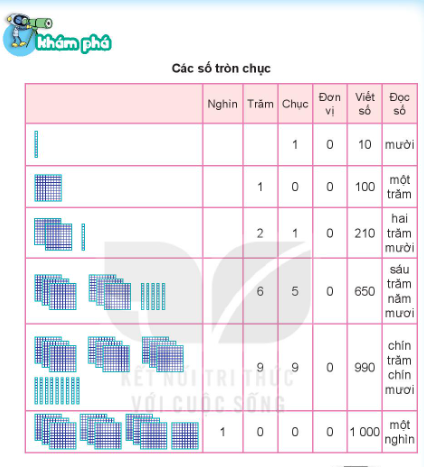 Khám phá
Các số tròn chục
Nghìn Trăm Chục Đơn vị Viết số Đọc số
1 0 10 mười
1 0 0 100 một trăm
2 1 0 210 hai trăm mười
6 5 0 650 sáu trăm năm mươi
9 9 0 990 chín trăm chín mươi
1 0 0 0 1 000 một nghìn
KẾT NỐI TRI THỨC
VỚI CUỘC SỐNG